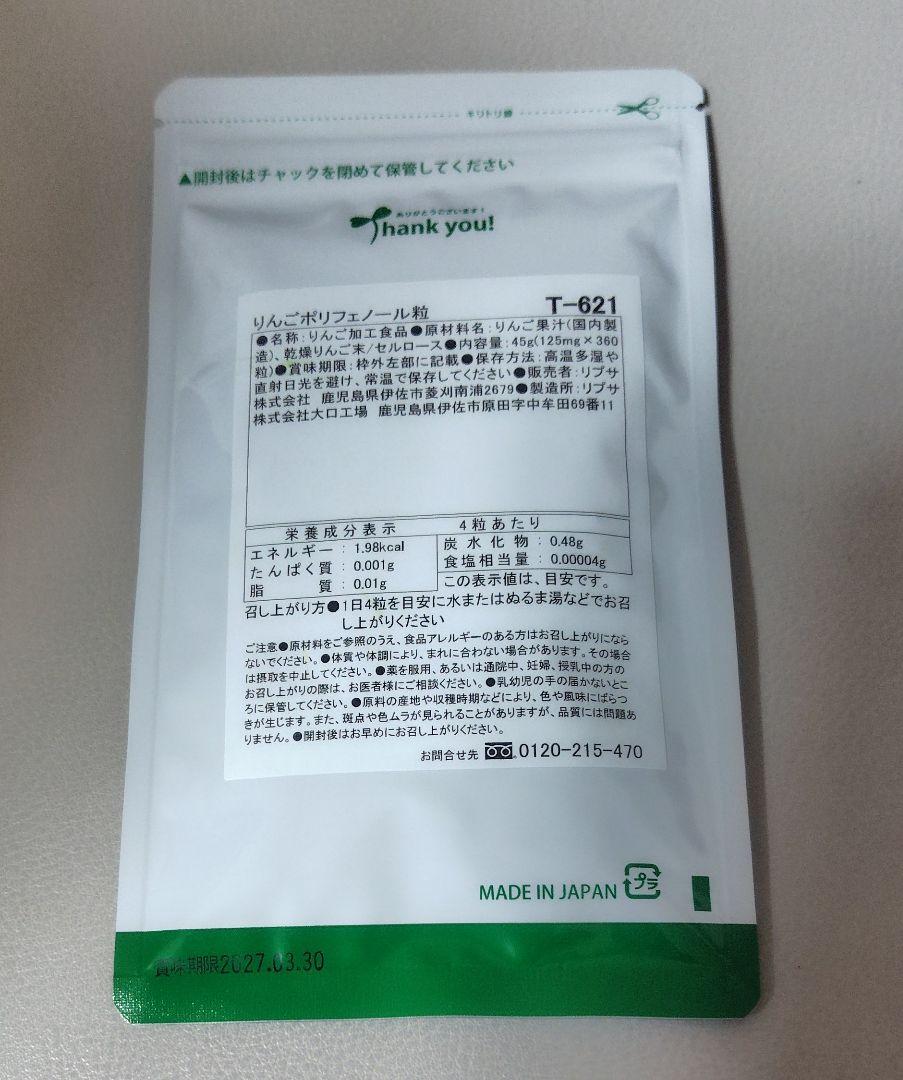 キリトリ線
▲開封後はチャックを閉めて保管してください
ありがとうございます!
Thank you!
りんごポリフェノール粒 T-621
●名称:りんご加工食品●原材料名:りんご果汁(国内製
造)、乾燥りんご末/セルロース●内容量:45g(125mg×360
粒)●賞味期限:枠外左部に記載●保存方法:高温多湿や
直射日光を避け、常温で保存してください●販売者:リブサ
株式会社 鹿児島県伊佐市菱刈南浦2679●製造所:リブサ
株式会社大口工場 鹿児島県伊佐市原田字中牟田69番11
栄養成分表示 4粒あたり
エネルギー:1.98kcal 炭水化物:0.48g
たんぱく質:0.001g 食塩相当量:0.00004g
脂質:0.01g この表示値は、目安です。
召し上がり方●1日4粒を目安に水またはぬるま湯などでお召
し上がりください
ご注意●原材料をご参照のうえ、食品アレルギーのある方はお召し上がりになら
ないでください。●体質や体調により、まれに合わない場合があります。その場合
は摂取を中止してください。●薬を服用、あるいは通院中、妊婦、授乳中の方の
お召し上がりの際は、お医者様にご相談ください。●乳幼児の手の届かないとこ
ろに保管してください。●原料の産地や収穫時期などにより、色や風味にばらつ
きが生じます。また、斑点や色ムラが見られることがありますが、品質には問題あ
りません。●開封後はお早めにお召し上がりください。
お問合せ先 0120-215-470
MADE IN JAPAN プラ
賞味期限2027.03.30